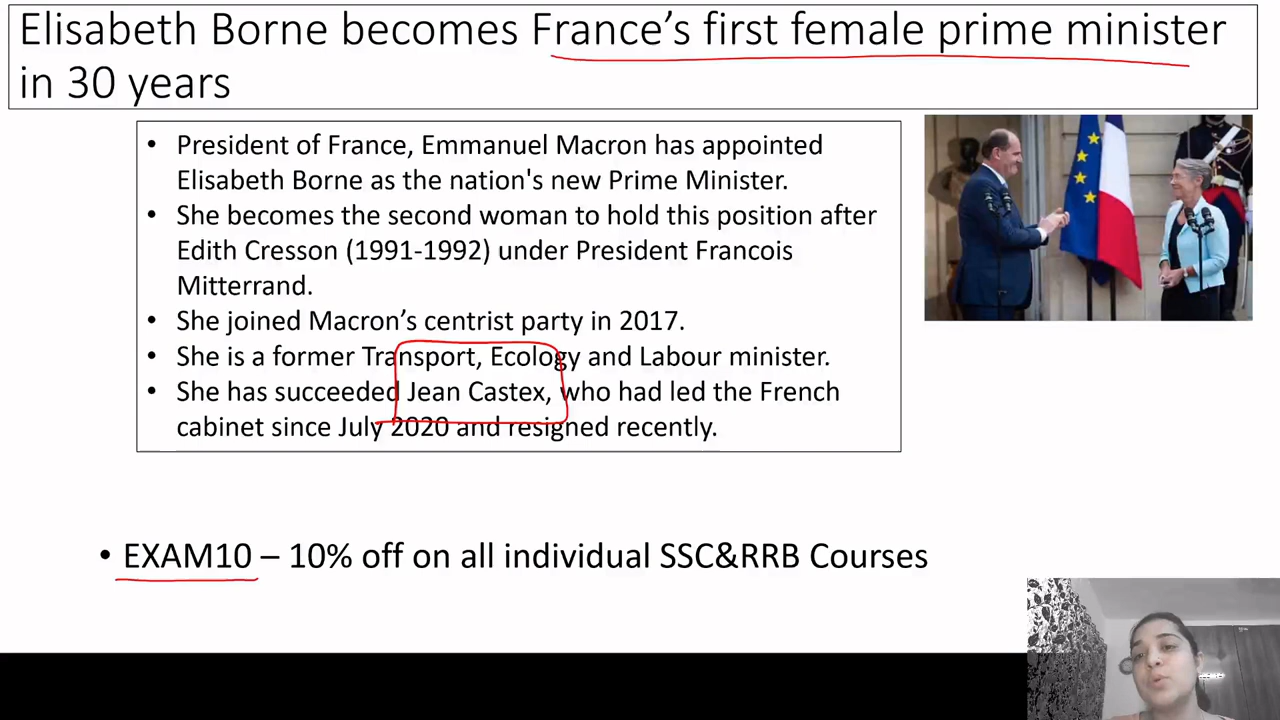 Elisabeth Borne becomes France’s first female prime minister
in 30 years
• President of France, Emmanuel Macron has appointed
Elisabeth Borne as the nation's new Prime Minister.
• She becomes the second woman to hold this position after
Edith Cresson (1991-1992) under President Francois
Mitterrand.
• She joined Macron’s centrist party in 2017.
• She is a former Transport, Ecology and Labour minister.
• She has succeeded Jean Castex, who had led the French
cabinet since July 2020 and resigned recently.
• EXAM10 – 10% off on all individual SSC&RRB Courses